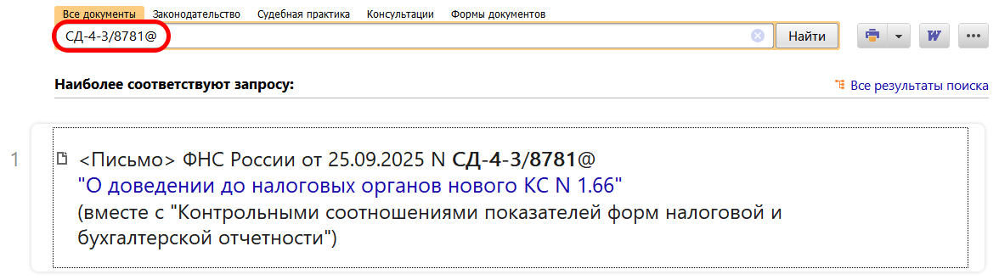 Все документы Законодательство Судебная практика Консультации Формы документов
СД-4-3/8781@ Найти W
Наиболее соответствуют запросу: Все результаты поиска
1 <Письмо> ФНС России от 25.09.2025 N СД-4-3/8781@
"О доведении до налоговых органов нового КС N 1.66"
(вместе с "Контрольными соотношениями показателей форм налоговой и
бухгалтерской отчетности")